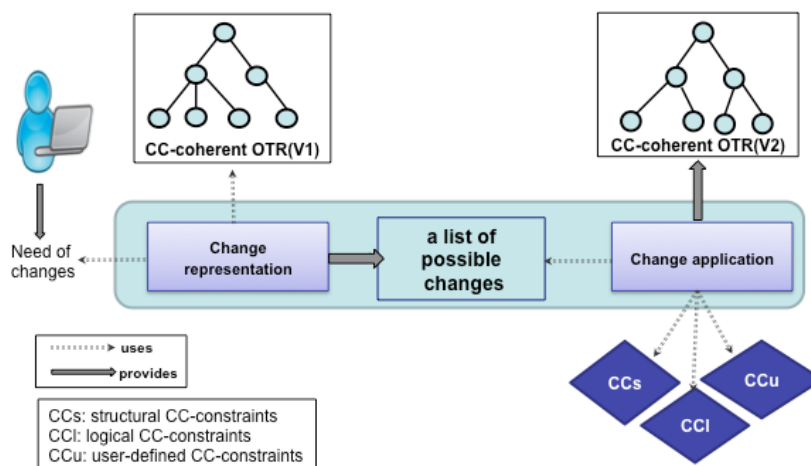 CC-coherent OTR(V1)
CC-coherent OTR(V2)
Need of
changes
Change
representation
a list of
possible
changes
Change application
uses
provides
CCs
CCu
CCl
CCs: structural CC-constraints
CCl: logical CC-constraints
CCu: user-defined CC-constraints